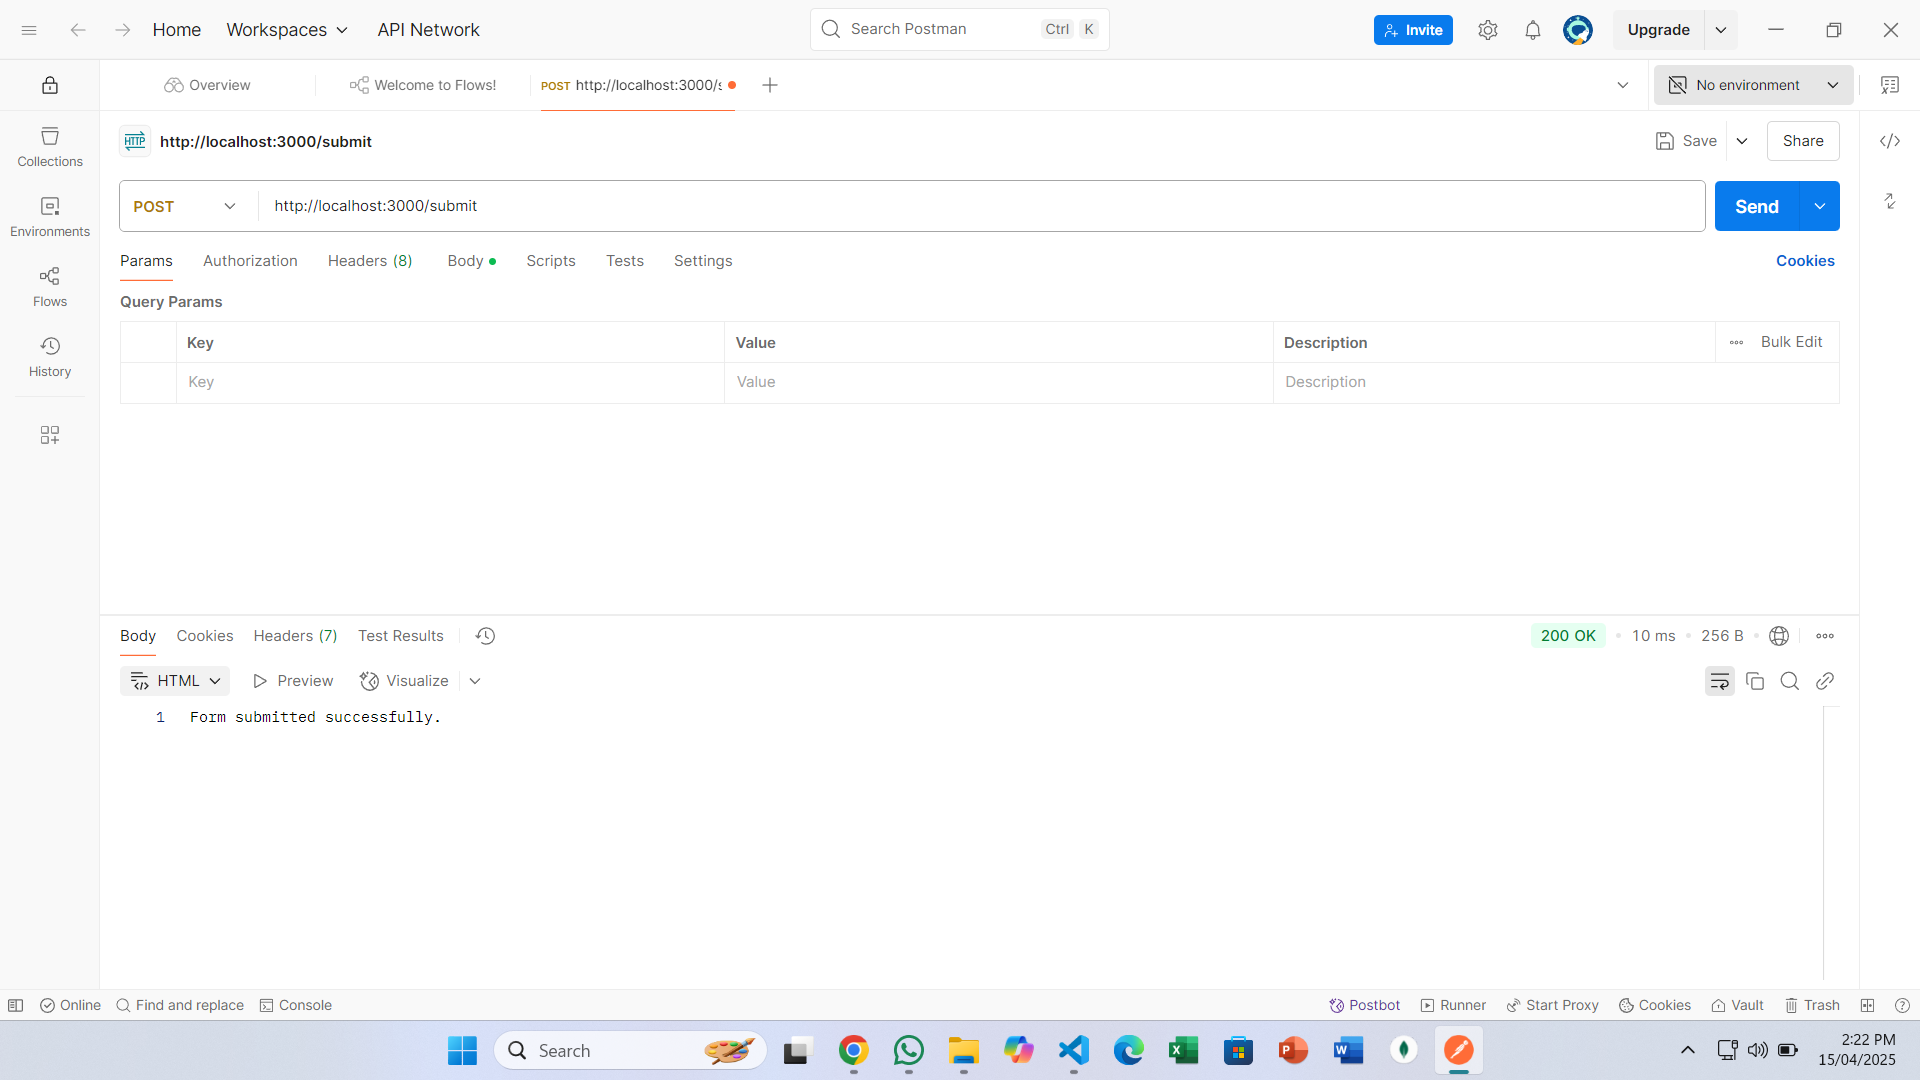 Home
Workspaces
API Network
Search Postman
Ctrl
K
Invite
Upgrade
Overview
Welcome to Flows!
POST http://localhost:3000/s
No environment
Collections
Environments
Flows
History
HTTP
http://localhost:3000/submit
Save
Share
POST
http://localhost:3000/submit
Send
Params
Authorization
Headers (8)
Body
Scripts
Tests
Settings
Cookies
Query Params
Key
Value
Description
Bulk Edit
Key
Value
Description
Body
Cookies
Headers (7)
Test Results
200 OK
10 ms
256 B
HTML
Preview
Visualize
1 Form submitted successfully.
Online
Find and replace
Console
Postbot
Runner
Start Proxy
Cookies
Vault
Trash
Search
2:22 PM
15/04/2025